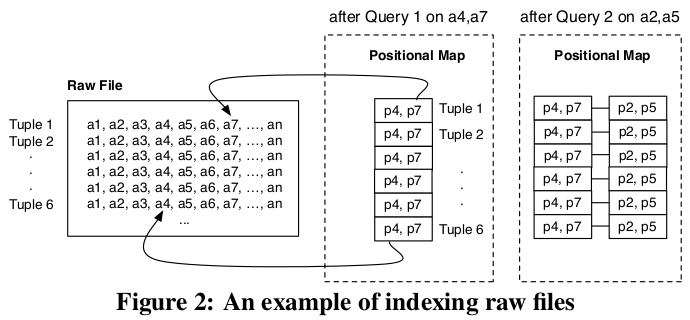 after Query 1 on a4,a7
after Query 2 on a2,a5
Positional Map
Positional Map
Raw File
Tuple 1
Tuple 2
.
.
.
Tuple 6
a1, a2, a3, a4, a5, a6, a7, ..., an
a1, a2, a3, a4, a5, a6, a7, ..., an
a1, a2, a3, a4, a5, a6, a7, ..., an
a1, a2, a3, a4, a5, a6, a7, ..., an
a1, a2, a3, a4, a5, a6, a7, ..., an
a1, a2, a3, a4, a5, a6, a7, ..., an
...
p4, p7 Tuple 1
p4, p7 Tuple 2
p4, p7 .
p4, p7 .
p4, p7 .
p4, p7 Tuple 6
p4, p7 p2, p5
p4, p7 p2, p5
p4, p7 p2, p5
p4, p7 p2, p5
p4, p7 p2, p5
p4, p7 p2, p5
Figure 2: An example of indexing raw files